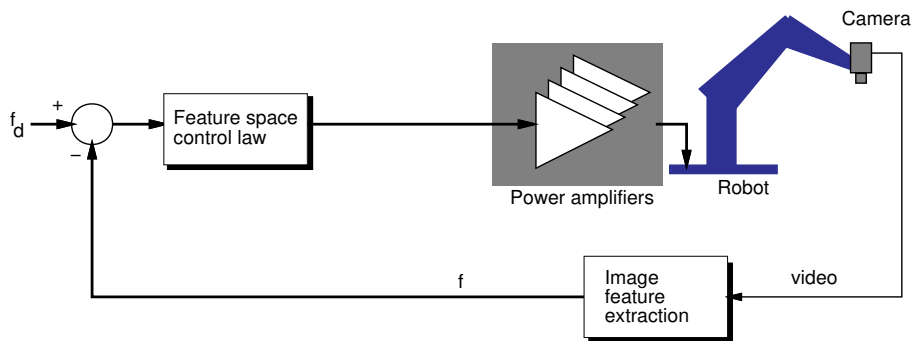 Camera
+
f
d
−
Feature space
control law
Power amplifiers
Robot
Image
feature
extraction
f
video